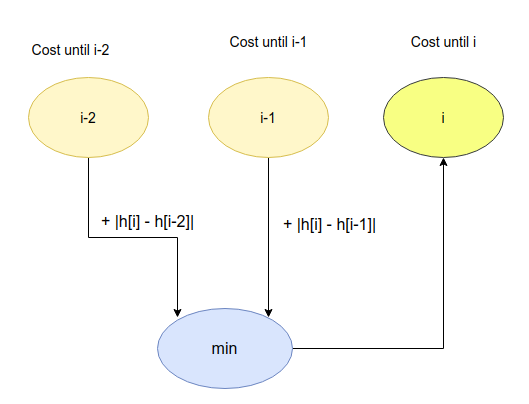 Cost until i-2
Cost until i-1
Cost until i
i-2
i-1
i
+ |h[i] - h[i-2]|
+ |h[i] - h[i-1]|
min